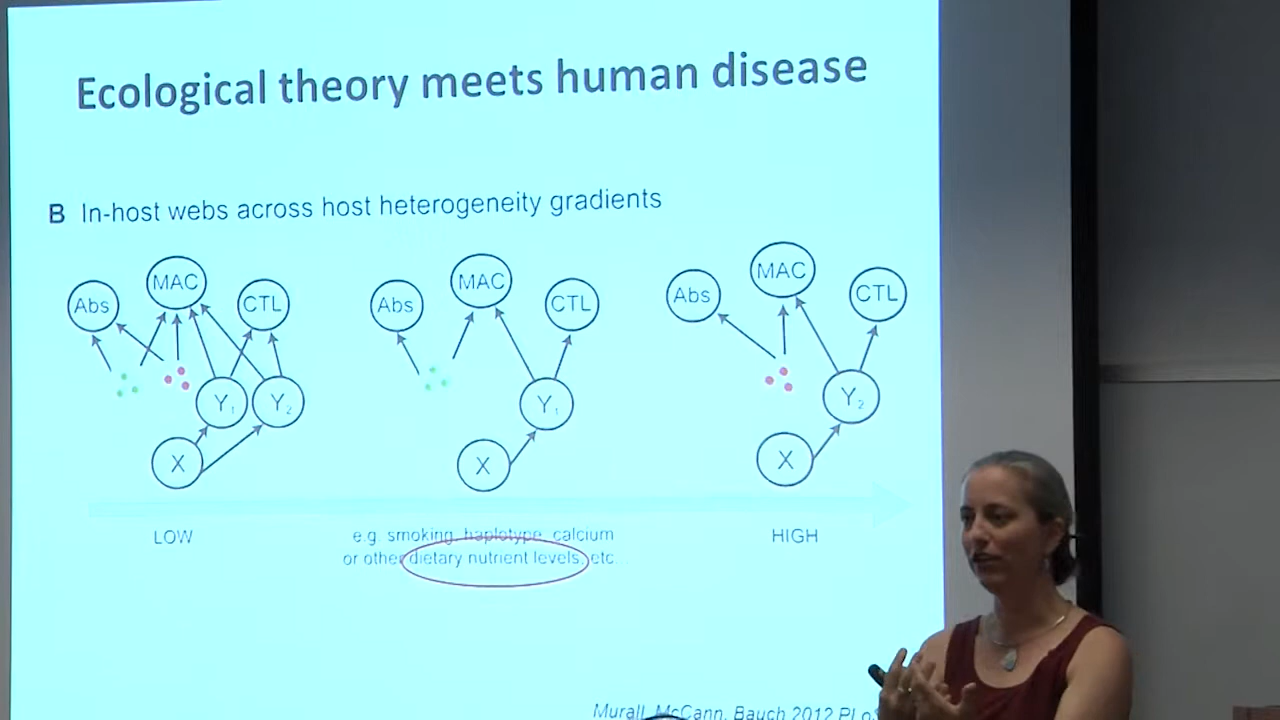 Ecological theory meets human disease
B In-host webs across host heterogeneity gradients
Abs MAC CTL Abs MAC CTL Abs MAC CTL
Y1 Y2 Y1 Y2
X X X
LOW e.g. smoking, haplotype, calcium HIGH
or other dietary nutrient levels, etc.
Murall, McCann, Bauch 2012